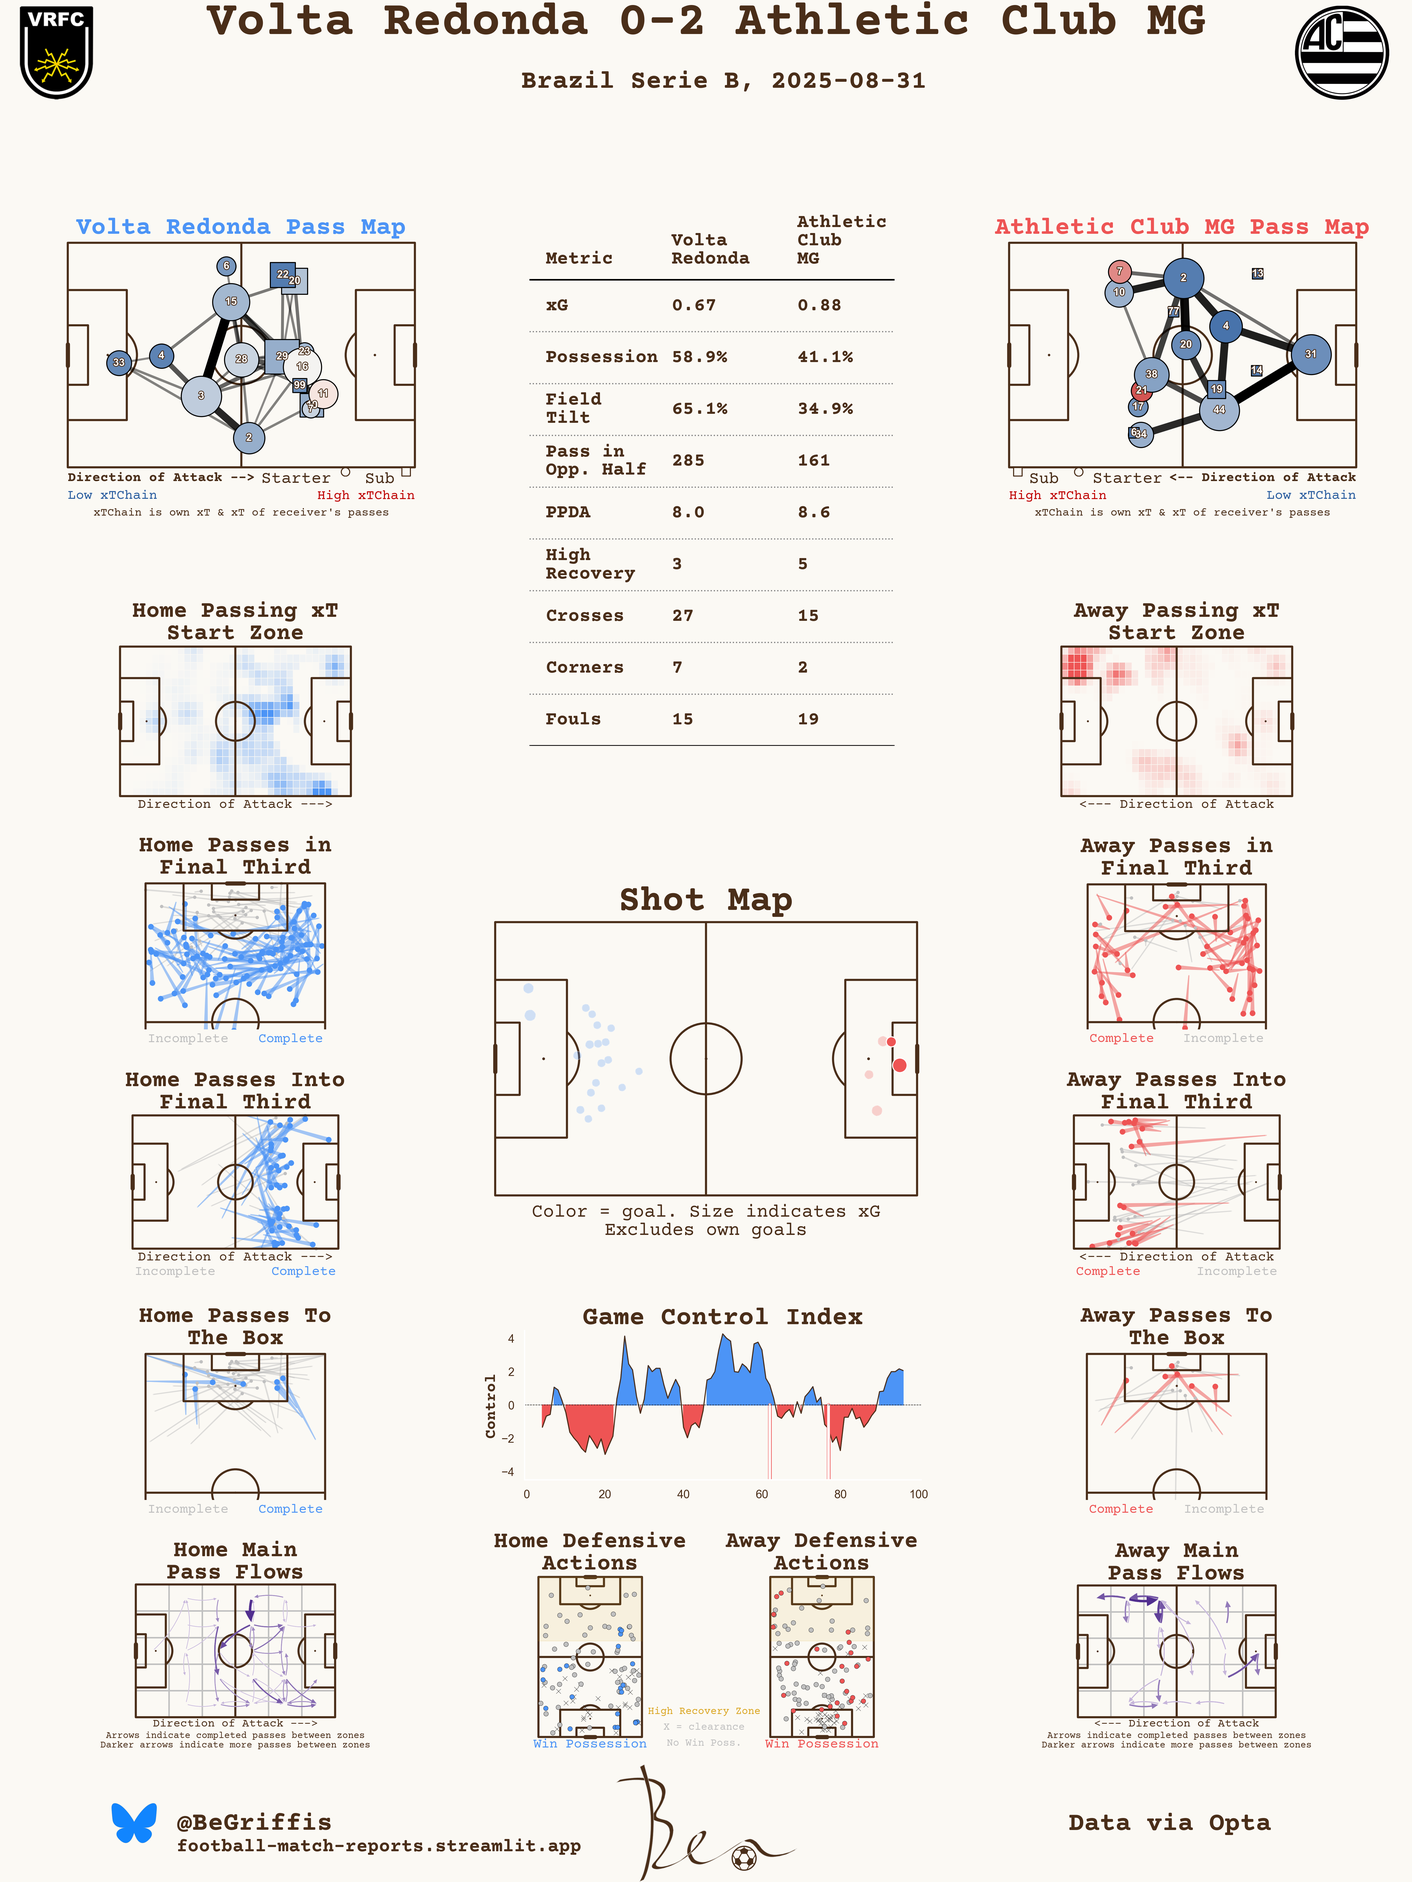 Volta Redonda 0-2 Athletic Club MG
Brazil Serie B, 2025-08-31
VRFC
AC
Volta Redonda Pass Map
6
22
20
15
33
4
28
29
23
16
99
3
11
7
2
Direction of Attack --> Starter Sub
Low xTChain High xTChain
xTChain is own xT & xT of receiver's passes
Metric Volta Redonda Athletic Club MG
xG 0.67 0.88
Possession 58.9% 41.1%
Field Tilt 65.1% 34.9%
Pass in Opp. Half 285 161
PPDA 8.0 8.6
High Recovery 3 5
Crosses 27 15
Corners 7 2
Fouls 15 19
Athletic Club MG Pass Map
7
2
13
10
77
4
20
31
38
14
21
19
17
44
6
34
Sub Starter <-- Direction of Attack
High xTChain Low xTChain
xTChain is own xT & xT of receiver's passes
Home Passing xT
Start Zone
Direction of Attack --->
Away Passing xT
Start Zone
<--- Direction of Attack
Home Passes in
Final Third
Incomplete Complete
Away Passes in
Final Third
Complete Incomplete
Shot Map
Color = goal. Size indicates xG
Excludes own goals
Home Passes Into
Final Third
Direction of Attack --->
Incomplete Complete
Away Passes Into
Final Third
<--- Direction of Attack
Complete Incomplete
Home Passes To
The Box
Incomplete Complete
Game Control Index
Control
4
2
0
−2
−4
0 20 40 60 80 100
Away Passes To
The Box
Complete Incomplete
Home Main
Pass Flows
Direction of Attack --->
Arrows indicate completed passes between zones
Darker arrows indicate more passes between zones
Home Defensive
Actions
Win Possession
Away Defensive
Actions
Win Possession
High Recovery Zone
X = clearance
No Win Poss.
Away Main
Pass Flows
<--- Direction of Attack
Arrows indicate completed passes between zones
Darker arrows indicate more passes between zones
@BeGriffis
football-match-reports.streamlit.app
Ben
Data via Opta